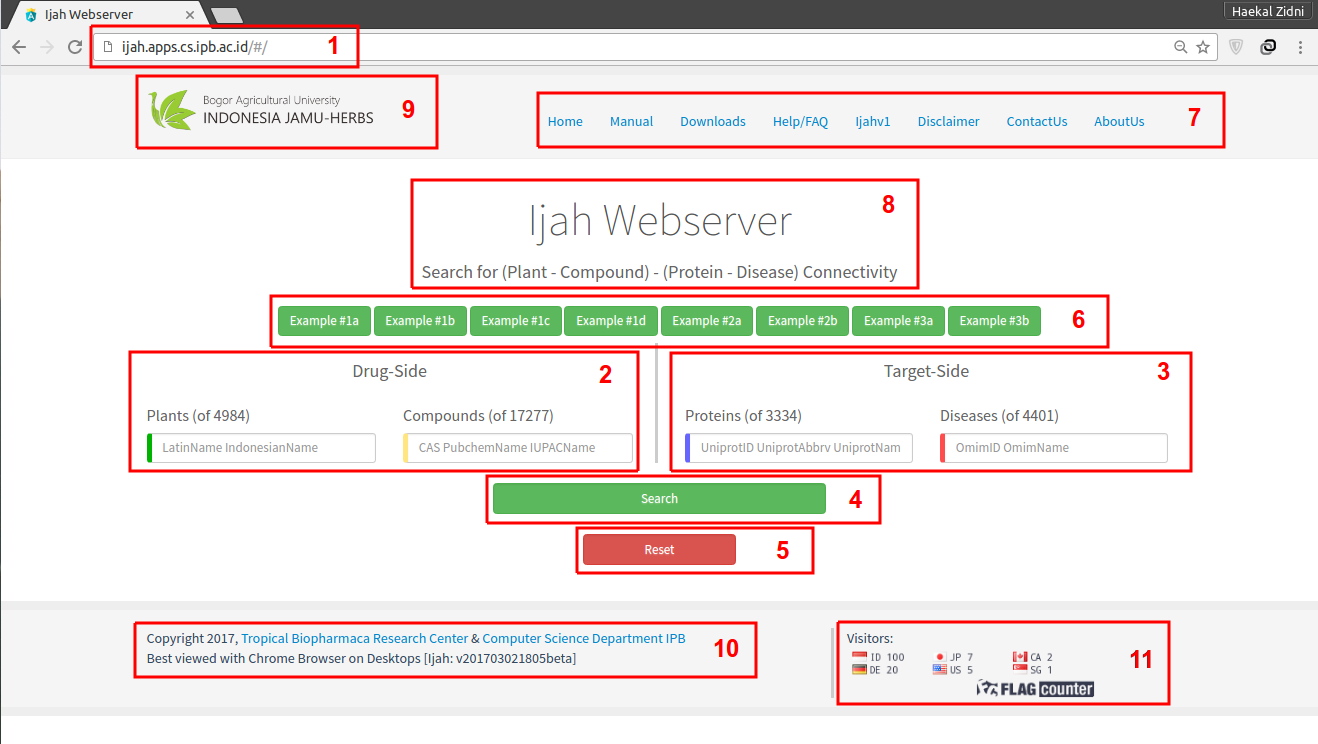 Ijah Webserver
Haekal Zidni
ijah.apps.cs.ipb.ac.id/#/ 1
Bogor Agricultural University
INDONESIA JAMU-HERBS 9
Home Manual Downloads Help/FAQ Ijahv1 Disclaimer ContactUs AboutUs 7
Ijah Webserver 8
Search for (Plant - Compound) - (Protein - Disease) Connectivity
Example #1a Example #1b Example #1c Example #1d Example #2a Example #2b Example #3a Example #3b 6
Drug-Side 2
Plants (of 4984) Compounds (of 17277)
LatinName IndonesianName CAS PubchemName IUPACName
Target-Side 3
Proteins (of 3334) Diseases (of 4401)
UniprotID UniprotAbbrv UniprotNam OmimID OmimName
Search 4
Reset 5
Copyright 2017, Tropical Biopharmaca Research Center & Computer Science Department IPB
Best viewed with Chrome Browser on Desktops [Ijah: v201703021805beta]
10
Visitors:
ID 100 JP 7 CA 2
DE 20 US 5 SG 1
FLAG counter
11